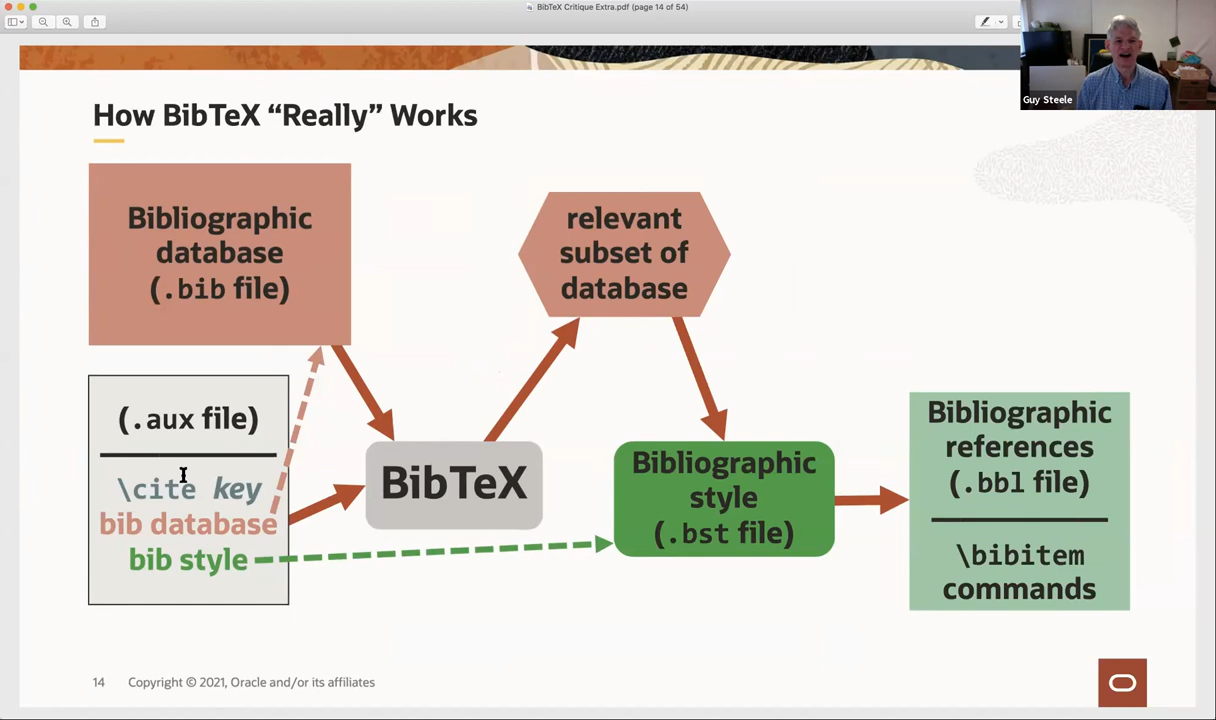 BibTeX Critique Extra.pdf (page 14 of 54)
Guy Steele
How BibTeX “Really” Works
Bibliographic
database
(.bib file)
relevant
subset of
database
(.aux file)
\cite key
bib database
bib style
BibTeX
Bibliographic
style
(.bst file)
Bibliographic
references
(.bbl file)
\bibitem
commands
14 Copyright © 2021, Oracle and/or its affiliates